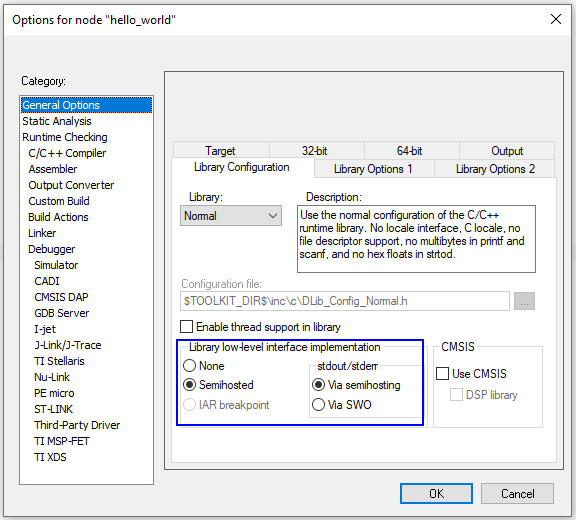 Options for node "hello_world"
Category:
General Options
Static Analysis
Runtime Checking
C/C++ Compiler
Assembler
Output Converter
Custom Build
Build Actions
Linker
Debugger
Simulator
CADI
CMSIS DAP
GDB Server
I-jet
J-Link/J-Trace
TI Stellaris
Nu-Link
PE micro
ST-LINK
Third-Party Driver
TI MSP-FET
TI XDS
Target 32-bit 64-bit Output
Library Configuration Library Options 1 Library Options 2
Library: Description:
Normal
Use the normal configuration of the C/C++
runtime library. No locale interface, C locale, no
file descriptor support, no multibytes in printf and
scanf, and no hex floats in strtod.
Configuration file:
$TOOLKIT_DIR$\inc\c\DLib_Config_Normal.h ...
Enable thread support in library
Library low-level interface implementation
None
Semihosted
IAR breakpoint
stdout/stderr
Via semihosting
Via SWO
CMSIS
Use CMSIS
DSP library
OK Cancel